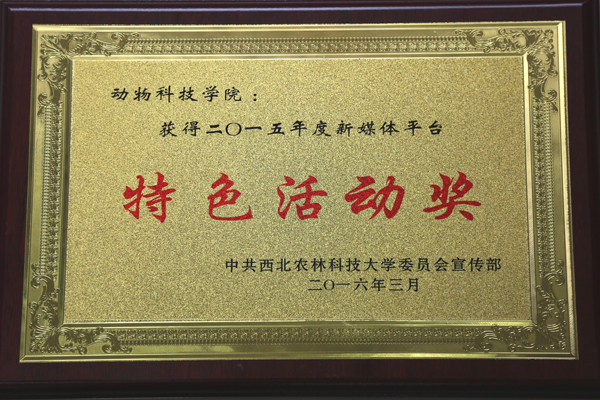 动物科技学院：
获得二〇一五年度新媒体平台
特色活动奖
中共西北农林科技大学委员会宣传部
二〇一六年三月